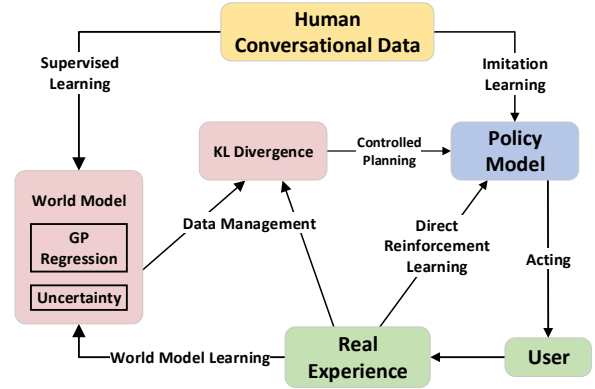 Human
Conversational Data
Supervised
Learning
Imitation
Learning
KL Divergence
Controlled
Planning
Policy
Model
World Model
GP
Regression
Uncertainty
Data Management
Direct
Reinforcement
Learning
Acting
World Model Learning
Real
Experience
User